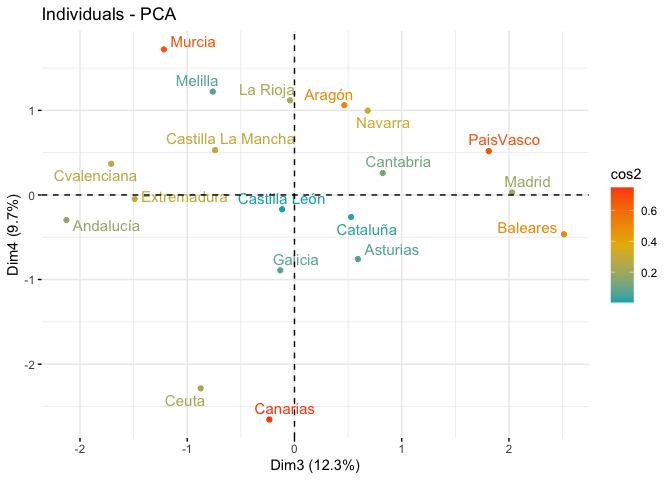 Individuals - PCA
Murcia
Melilla
La Rioja
Aragón
Navarra
Castilla La Mancha
PaisVasco
Cantabria
Cvalenciana
Madrid
Extremadura
Castilla León
Andalucía
Cataluña
Baleares
Asturias
Galicia
Ceuta
Canarias
1
0
-1
-2
-2
-1
0
1
2
Dim3 (12.3%)
Dim4 (9.7%)
cos2
0.6
0.4
0.2